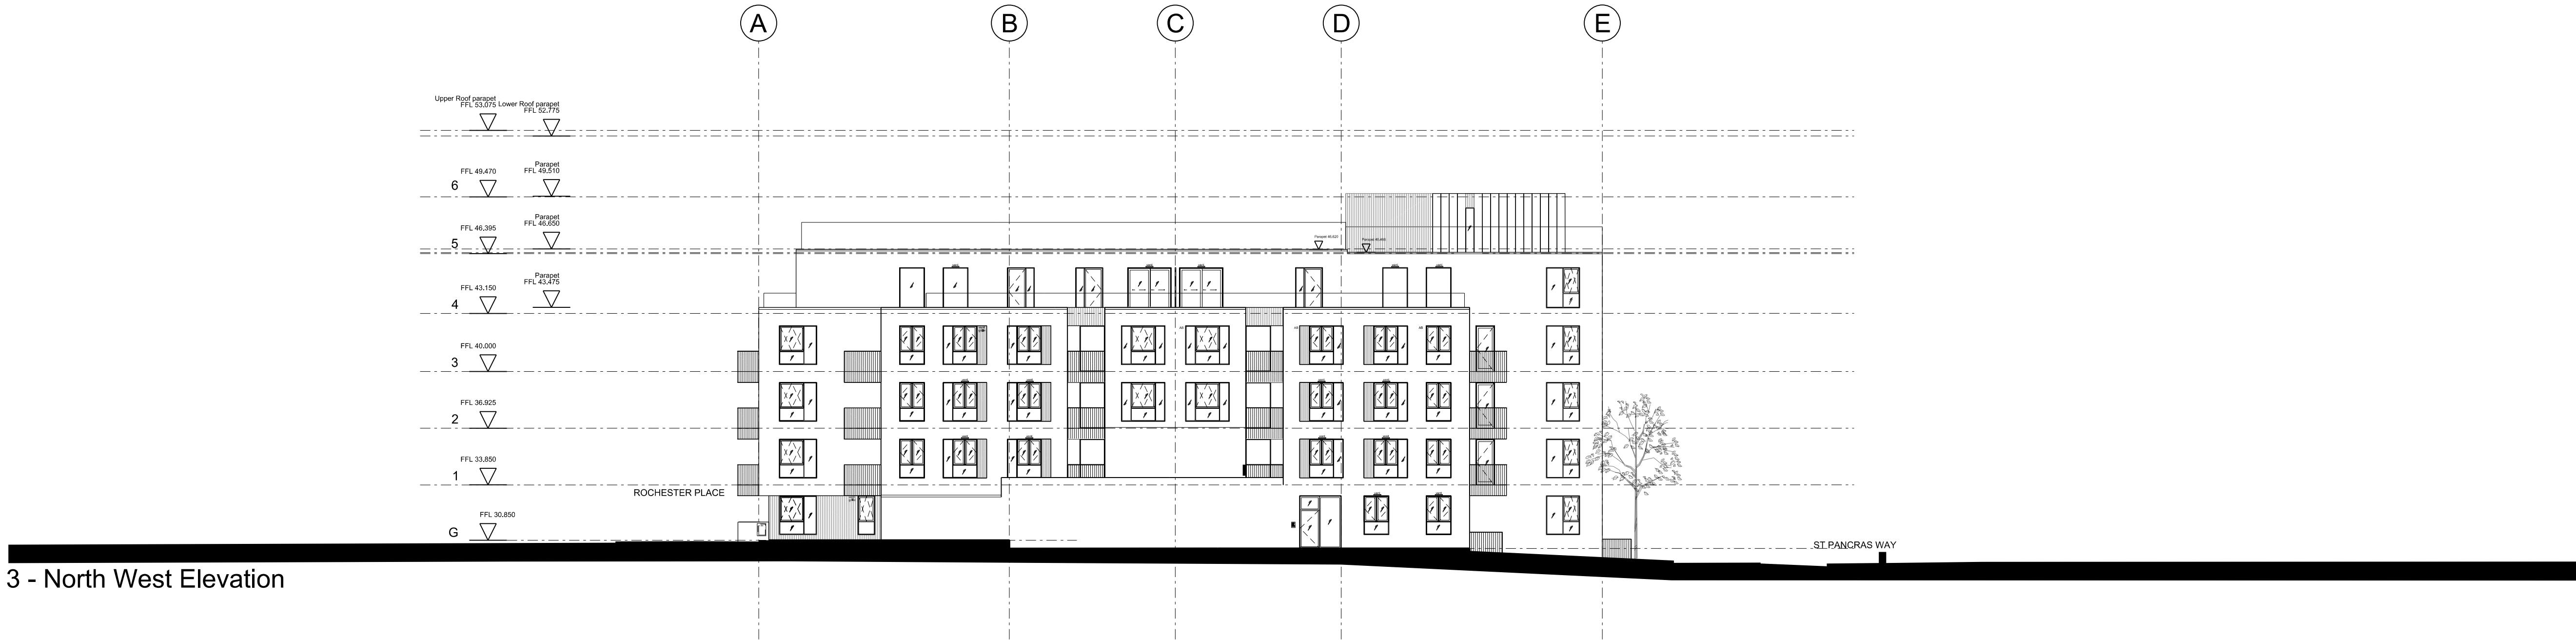 A
B
C
D
E
Upper Roof parapet
FFL 53.075
Lower Roof parapet
FFL 52.775
6
FFL 49.470
Parapet
FFL 49.510
5
FFL 46.395
Parapet
FFL 46.650
4
FFL 43.150
Parapet
FFL 43.475
3
FFL 40.000
2
FFL 36.925
1
FFL 33.850
ROCHESTER PLACE
G
FFL 30.850
ST PANCRAS WAY
3 - North West Elevation